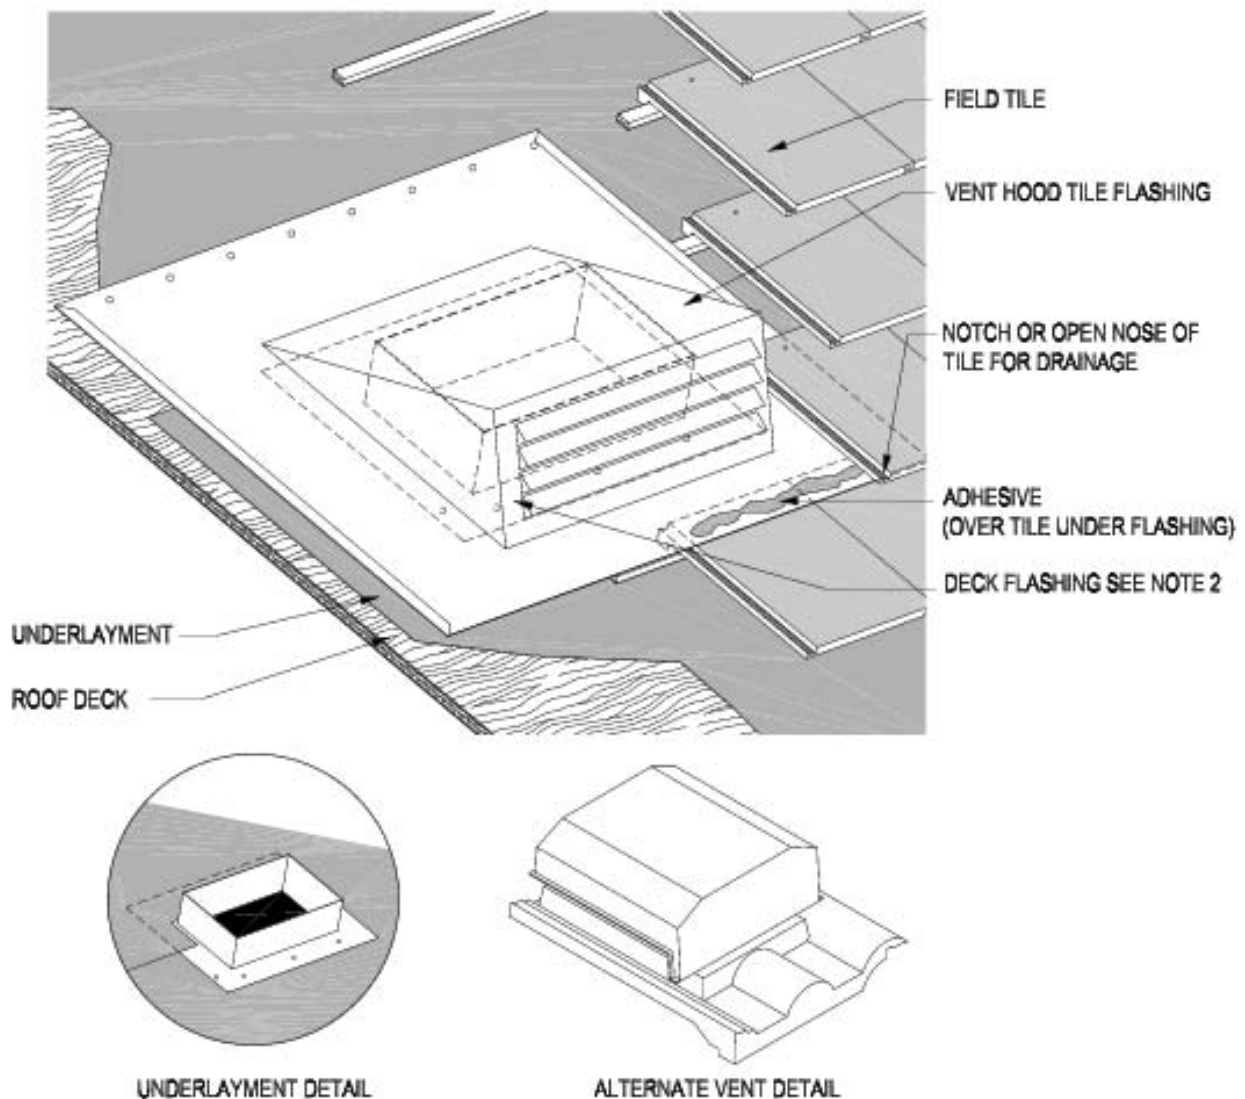 FIELD TILE
VENT HOOD TILE FLASHING
NOTCH OR OPEN NOSE OF
TILE FOR DRAINAGE
ADHESIVE
(OVER TILE UNDER FLASHING)
DECK FLASHING SEE NOTE 2
UNDERLAYMENT
ROOF DECK
UNDERLAYMENT DETAIL
ALTERNATE VENT DETAIL